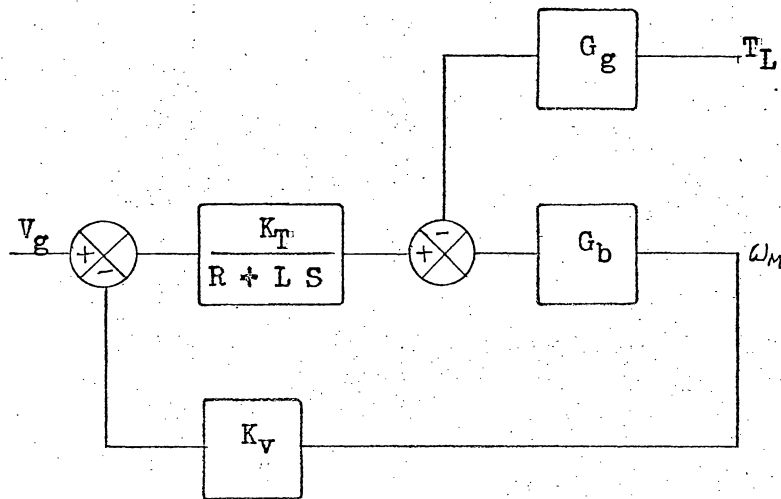 G_g
T_L
V_g
+
-
K_T
R + L S
+
-
G_b
ω_M
K_v